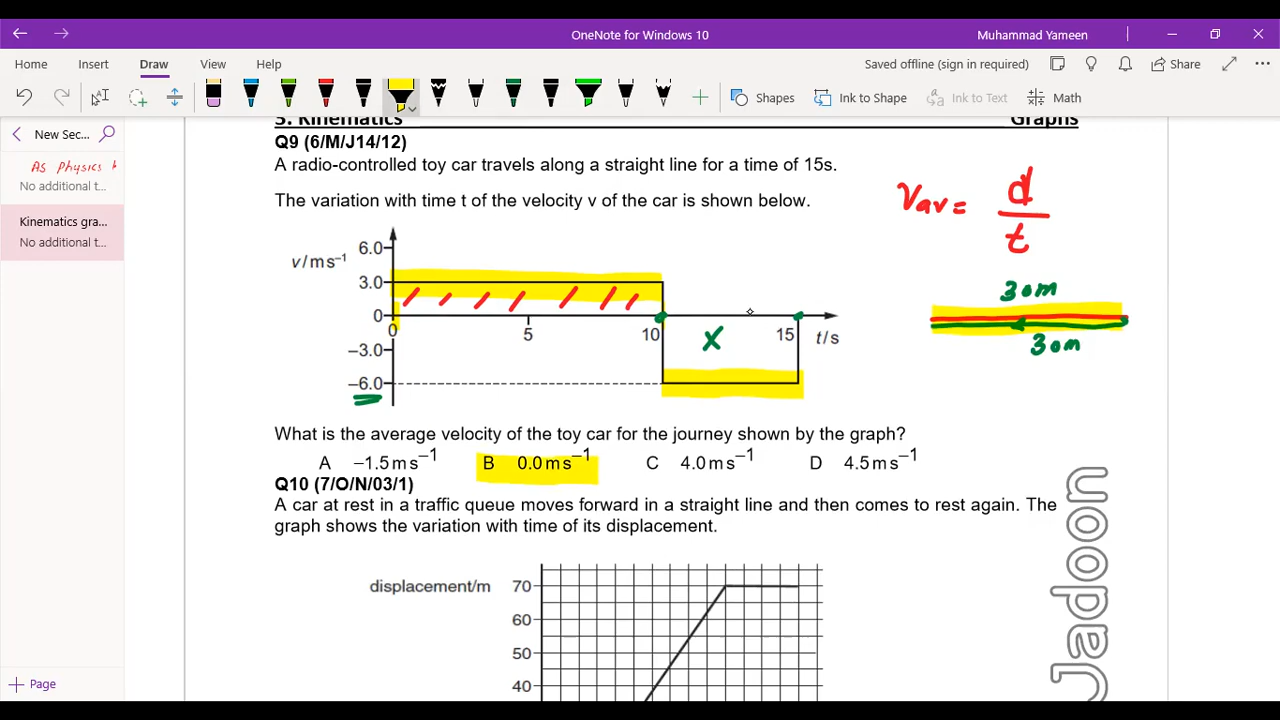 OneNote for Windows 10
Muhammad Yameen
Home Insert Draw View Help
Saved offline (sign in required)
Share
Shapes
Ink to Shape
Ink to Text
Math
New Sec...
As Physics
No additional t...
Kinematics gra...
No additional t...
Page
3. Kinematics Graphs
Q9 (6/M/J14/12)
A radio-controlled toy car travels along a straight line for a time of 15s.
The variation with time t of the velocity v of the car is shown below.
v/ms⁻¹
6.0
3.0
0
−3.0
−6.0
0 5 10 15 t/s
X
Vav = d/t
30m
30m
What is the average velocity of the toy car for the journey shown by the graph?
A −1.5ms⁻¹ B 0.0ms⁻¹ C 4.0ms⁻¹ D 4.5ms⁻¹
Q10 (7/O/N/03/1)
A car at rest in a traffic queue moves forward in a straight line and then comes to rest again. The
graph shows the variation with time of its displacement.
displacement/m 70
60
50
40
Jadoon